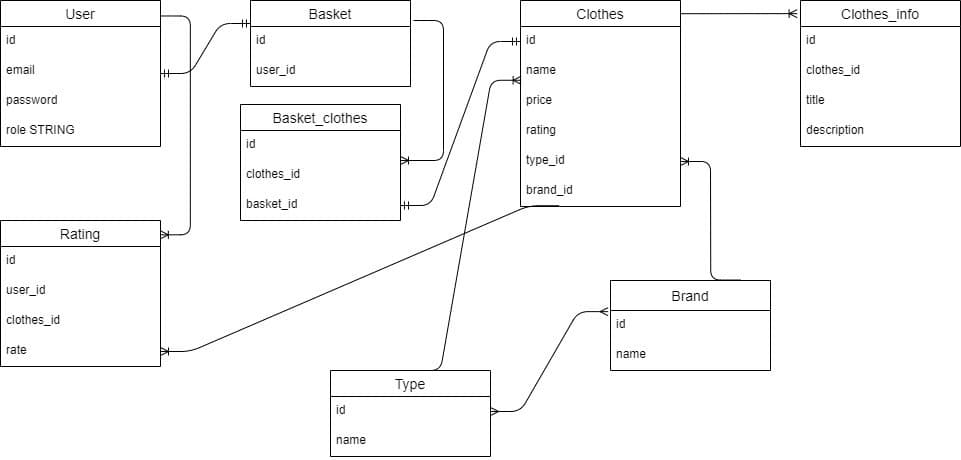 User
id
email
password
role STRING
Basket
id
user_id
Basket_clothes
id
clothes_id
basket_id
Clothes
id
name
price
rating
type_id
brand_id
Clothes_info
id
clothes_id
title
description
Rating
id
user_id
clothes_id
rate
Type
id
name
Brand
id
name